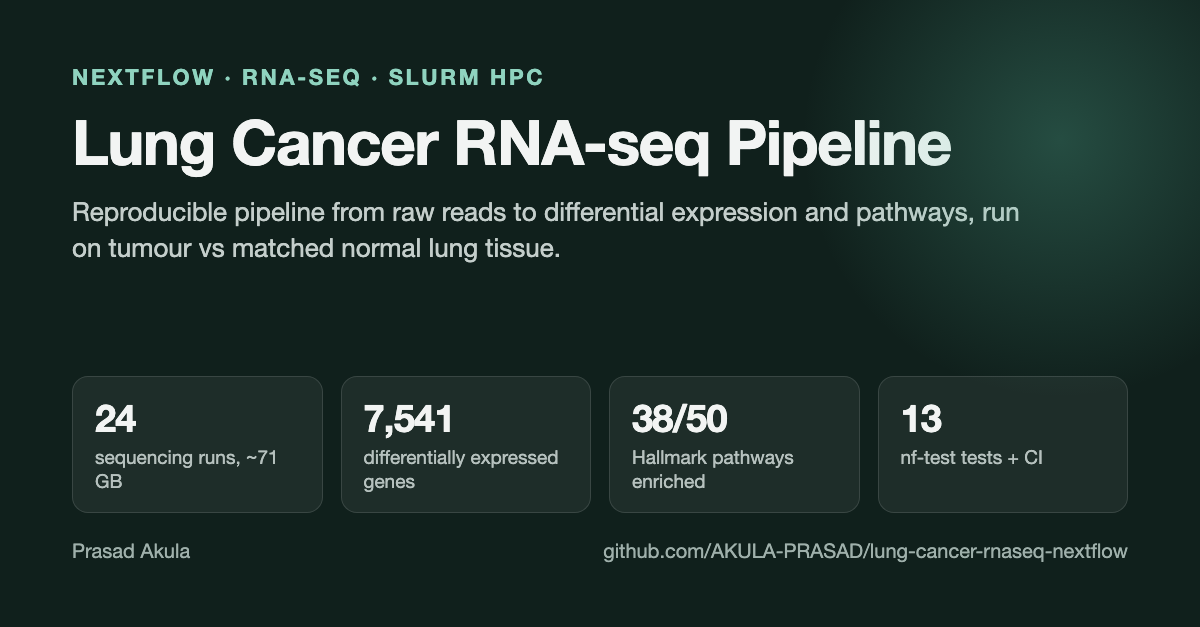 NEXTFLOW · RNA-SEQ · SLURM HPC
Lung Cancer RNA-seq Pipeline
Reproducible pipeline from raw reads to differential expression and pathways, run
on tumour vs matched normal lung tissue.
24
sequencing runs, ~71
GB
7,541
differentially expressed
genes
38/50
Hallmark pathways
enriched
13
nf-test tests + CI
Prasad Akula
github.com/AKULA-PRASAD/lung-cancer-rnaseq-nextflow